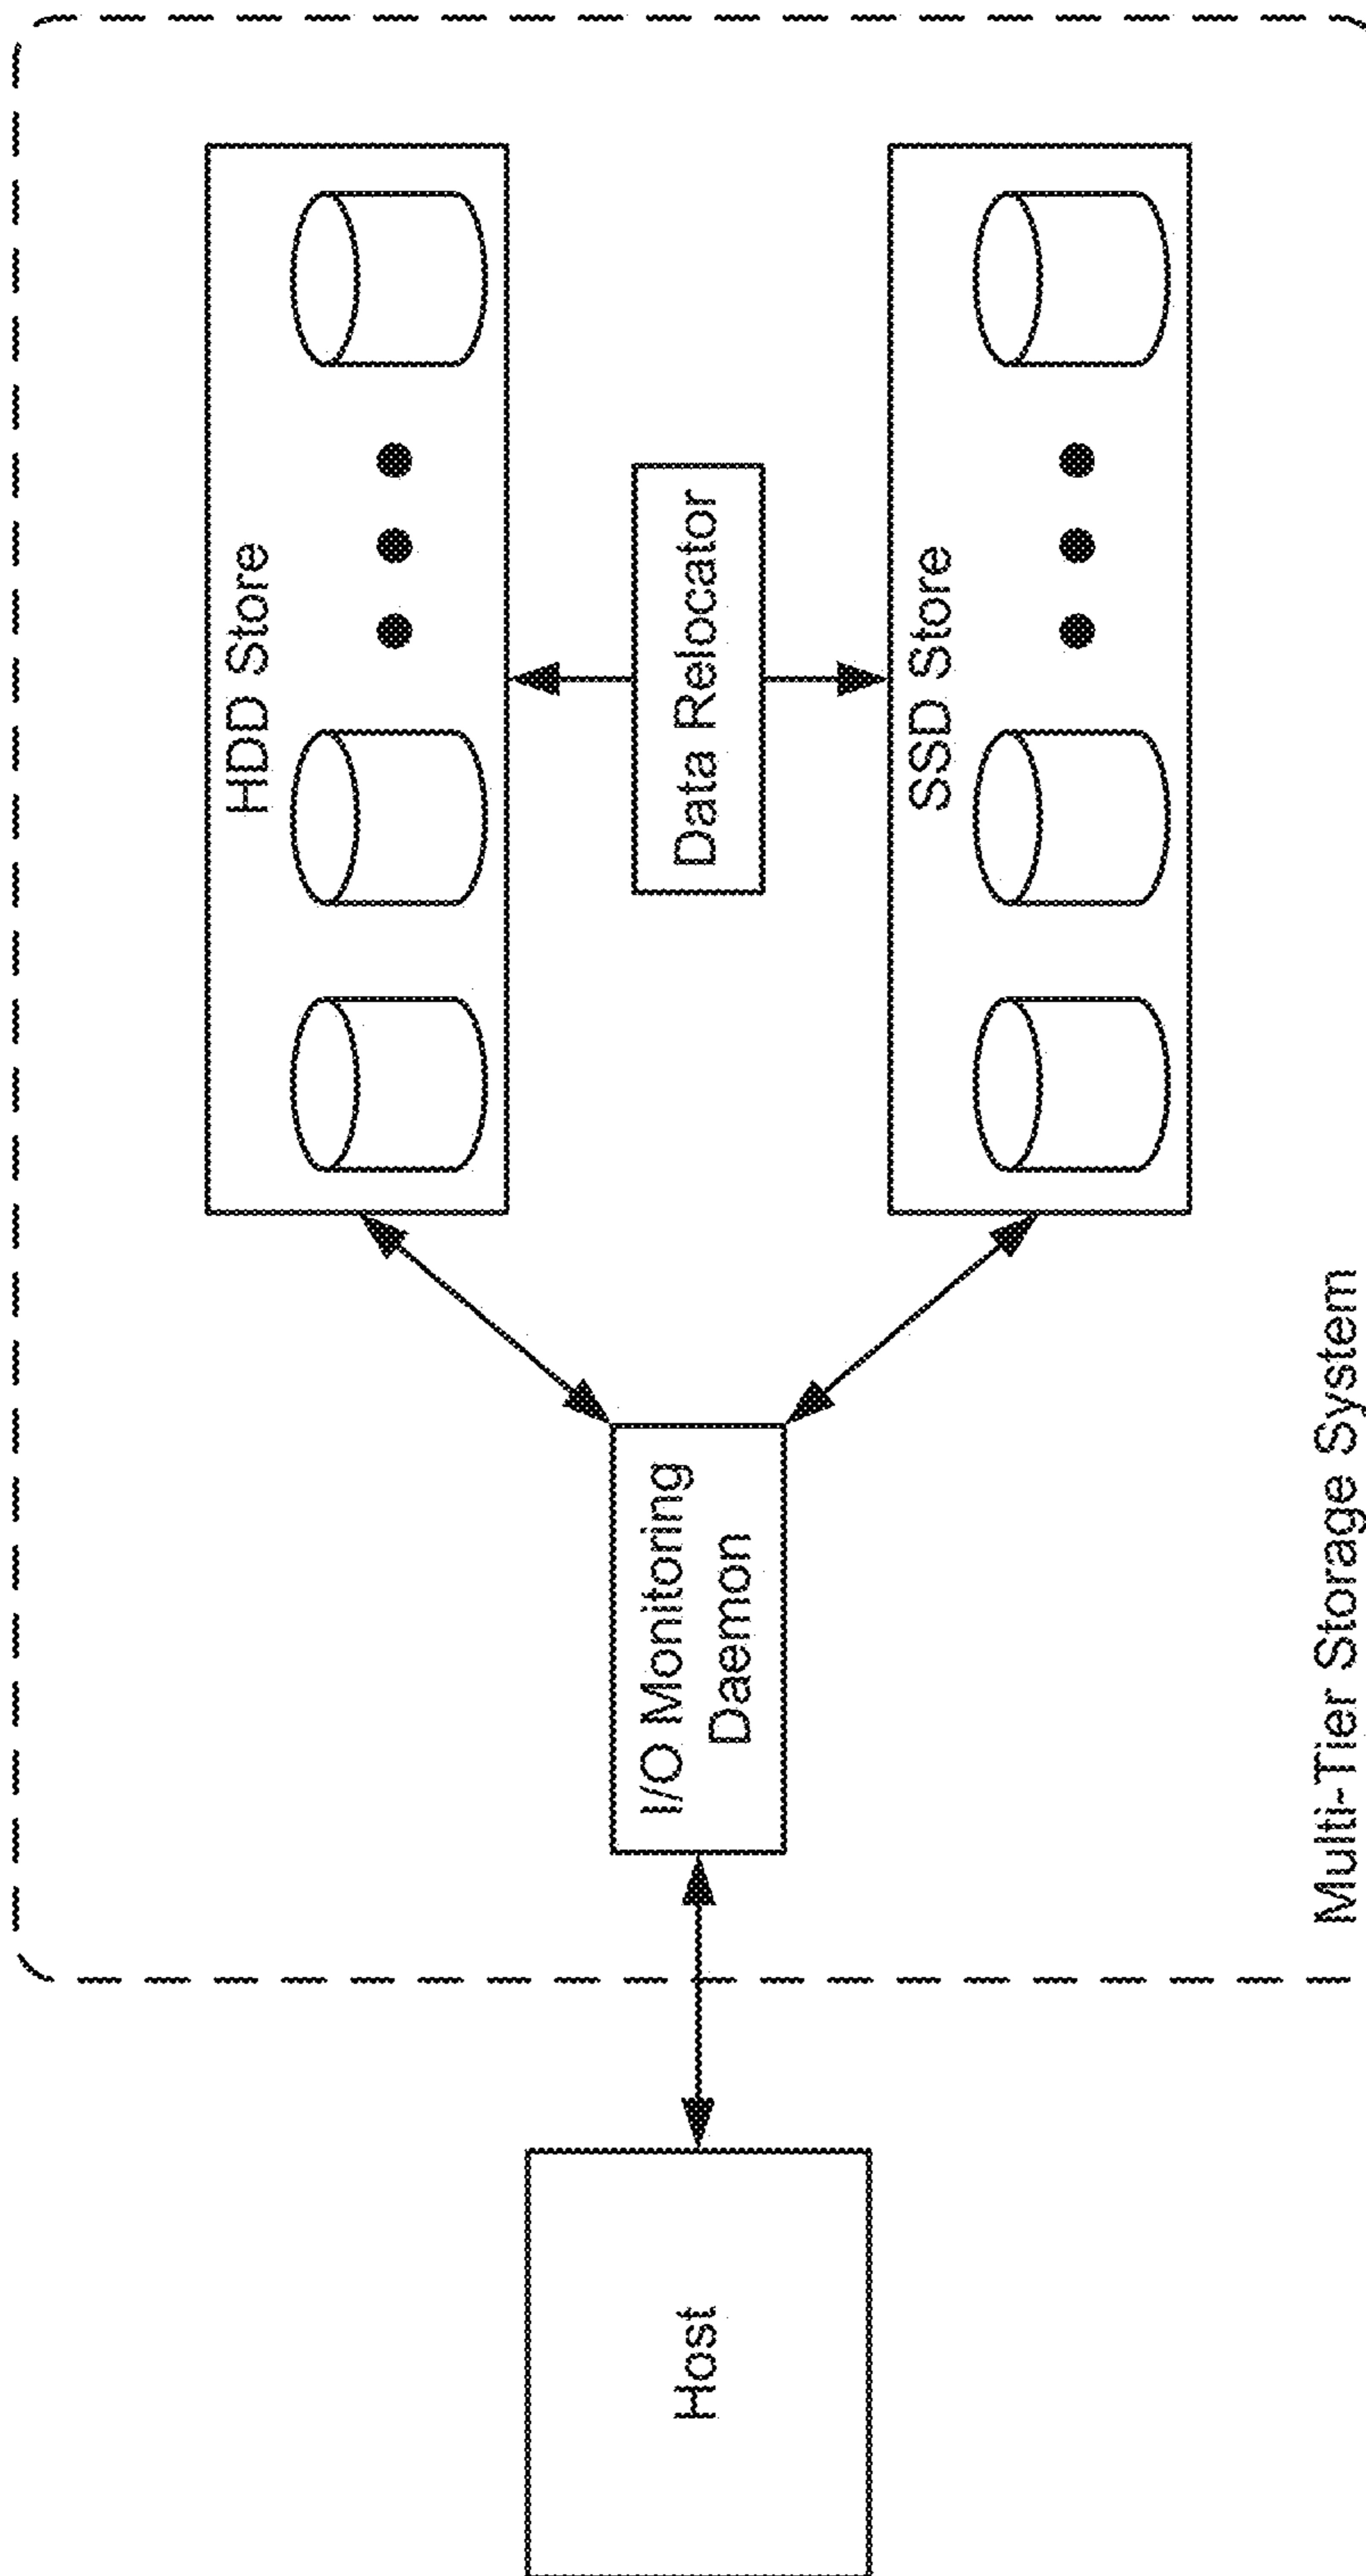 Host
I/O Monitoring
Daemon
HDD Store
Data Relocator
SSD Store
Multi-Tier Storage System